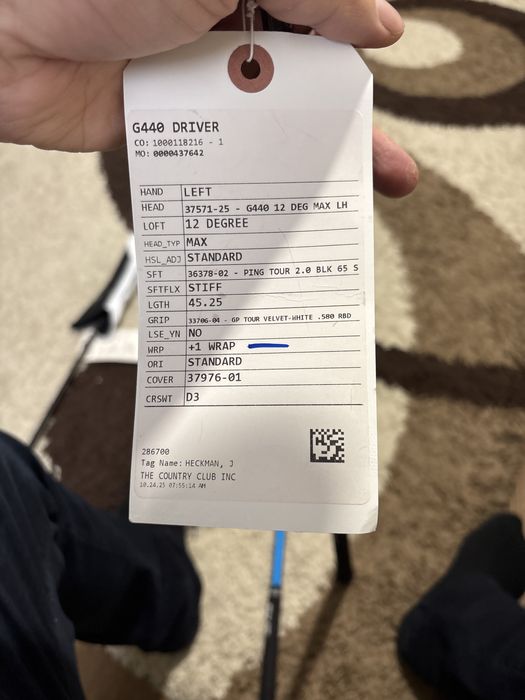 G440 DRIVER
CO: 1000118216 - 1
MO: 0000437642
HAND LEFT
HEAD 37571-25 - G440 12 DEG MAX LH
LOFT 12 DEGREE
HEAD_TYP MAX
HSL_ADJ STANDARD
SFT 36378-02 - PING TOUR 2.0 BLK 65 S
SFTFLX STIFF
LGTH 45.25
GRIP 33706-04 - GP TOUR VELVET-WHITE .580 RBD
LSE_YN NO
WRP +1 WRAP
ORI STANDARD
COVER 37976-01
CRSWT D3
286700
Tag Name: HECKMAN, J
THE COUNTRY CLUB INC
10.24.25 07:55:14 AM